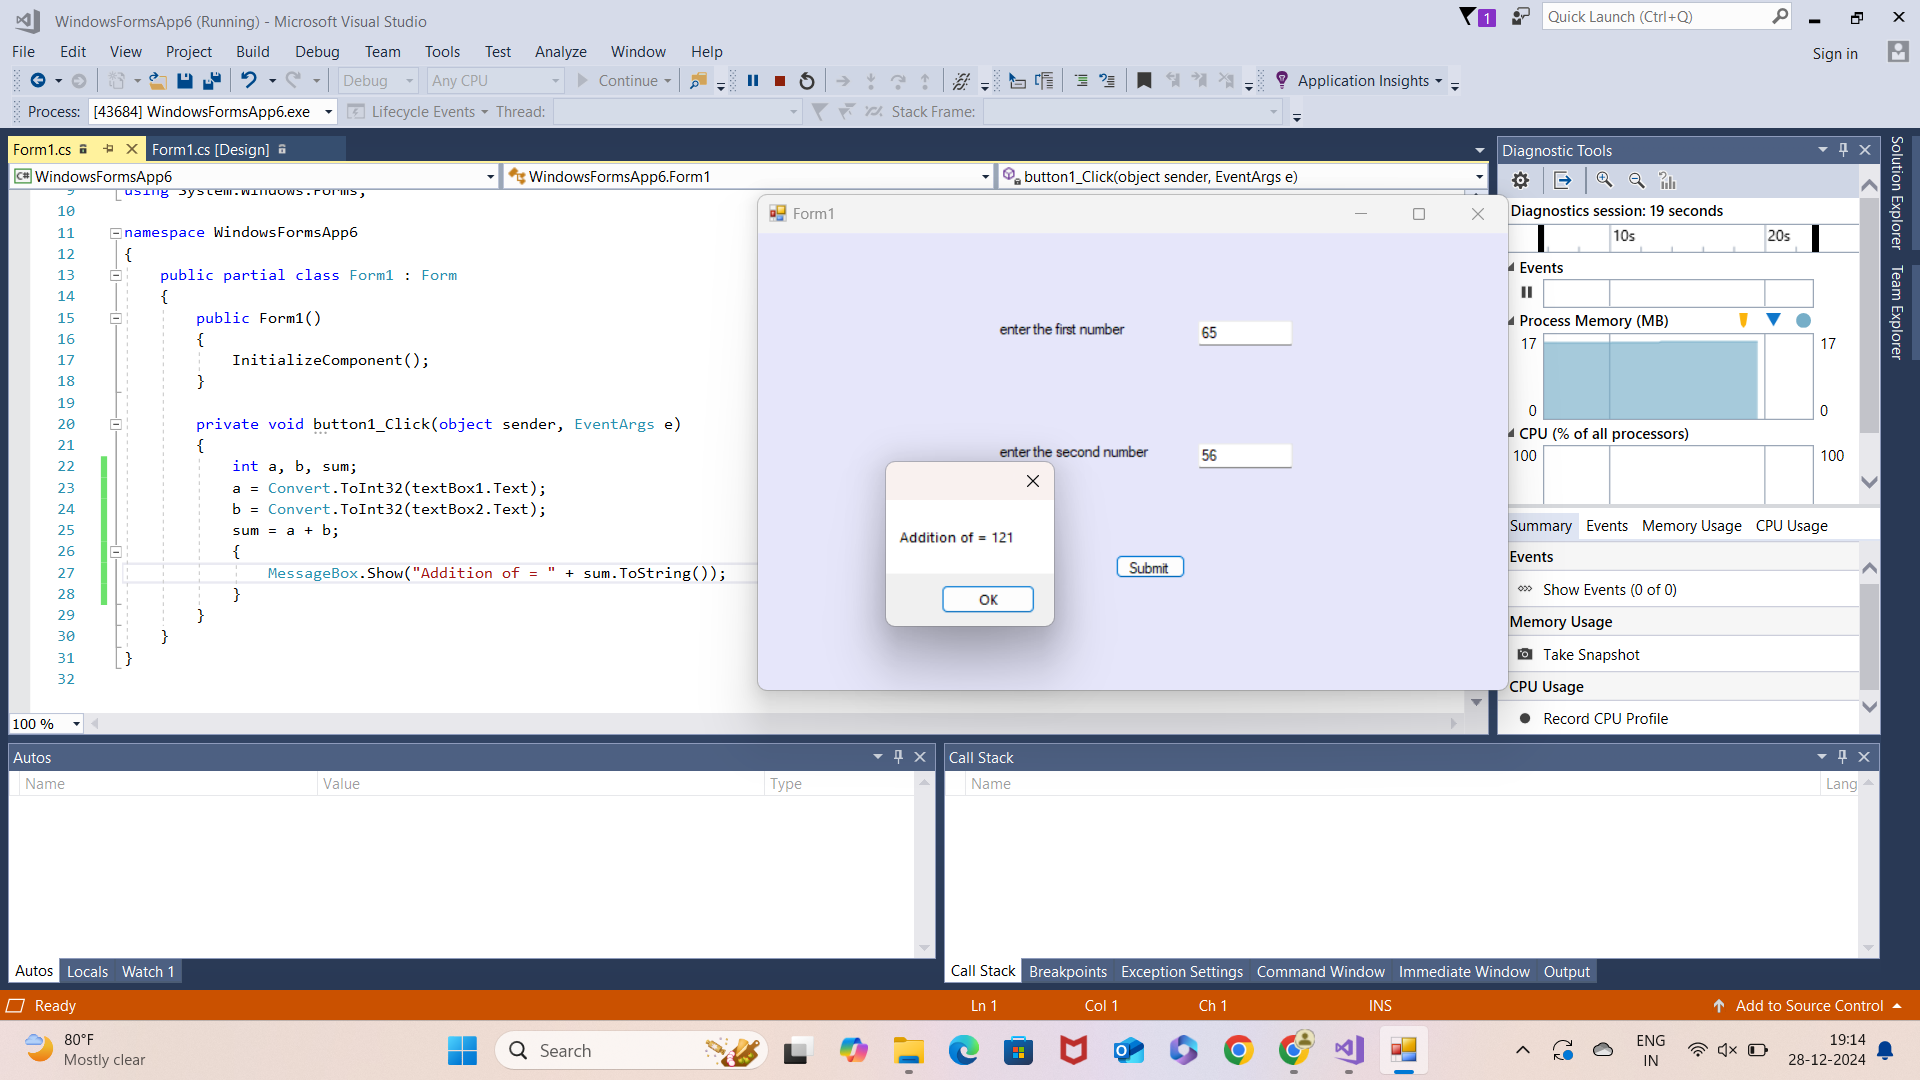 WindowsFormsApp6 (Running) - Microsoft Visual Studio
1
Quick Launch (Ctrl+Q)
File Edit View Project Build Debug Team Tools Test Analyze Window Help
Sign in
Debug Any CPU Continue Application Insights
Process: [43684] WindowsFormsApp6.exe Lifecycle Events Thread: Stack Frame:
Form1.cs Form1.cs [Design]
WindowsFormsApp6 WindowsFormsApp6.Form1 button1_Click(object sender, EventArgs e)
9 using System.Windows.Forms;
10
11 namespace WindowsFormsApp6
12 {
13 public partial class Form1 : Form
14 {
15 public Form1()
16 {
17 InitializeComponent();
18 }
19
20 private void button1_Click(object sender, EventArgs e)
21 {
22 int a, b, sum;
23 a = Convert.ToInt32(textBox1.Text);
24 b = Convert.ToInt32(textBox2.Text);
25 sum = a + b;
26 {
27 MessageBox.Show("Addition of = " + sum.ToString());
28 }
29 }
30 }
31 }
32
100 %
Form1
enter the first number 65
enter the second number 56
Addition of = 121
OK
Submit
Diagnostic Tools
Diagnostics session: 19 seconds
10s 20s
Events
Process Memory (MB)
17 17
0 0
CPU (% of all processors)
100 100
Summary Events Memory Usage CPU Usage
Events
Show Events (0 of 0)
Memory Usage
Take Snapshot
CPU Usage
Record CPU Profile
Solution Explorer
Team Explorer
Autos
Name Value Type
Autos Locals Watch 1
Call Stack
Name Lang
Call Stack Breakpoints Exception Settings Command Window Immediate Window Output
Ready Ln 1 Col 1 Ch 1 INS Add to Source Control
80°F
Mostly clear
Search
ENG
IN
19:14
28-12-2024